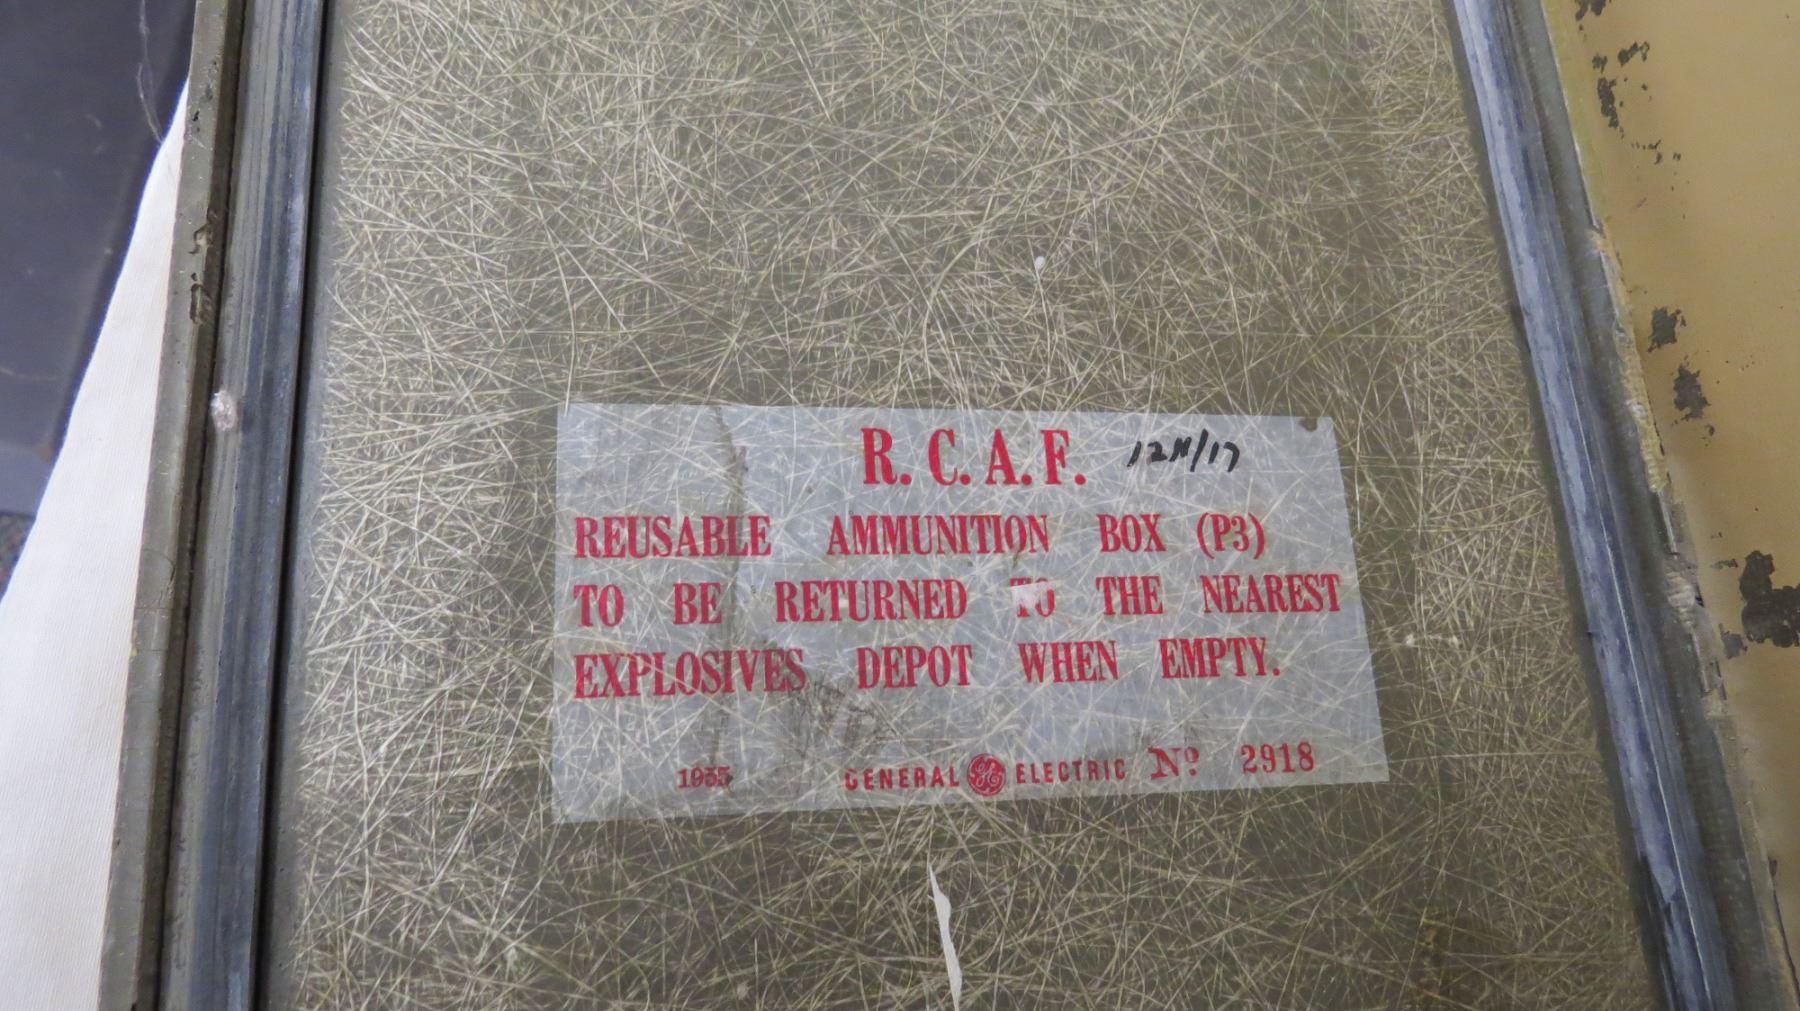 R. C. A. F. 12M/17
REUSABLE AMMUNITION BOX (P3)
TO BE RETURNED TO THE NEAREST
EXPLOSIVES DEPOT WHEN EMPTY.
1955 GENERAL GE ELECTRIC Nº 2918